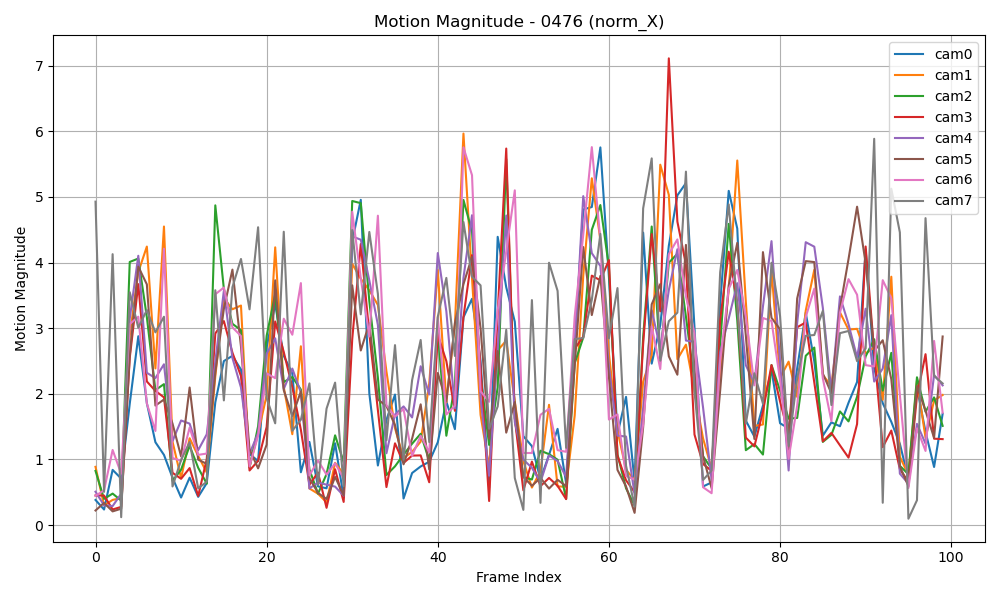 Motion Magnitude - 0476 (norm_X)
Motion Magnitude
7
6
5
4
3
2
1
0
0
20
40
60
80
100
Frame Index
cam0
cam1
cam2
cam3
cam4
cam5
cam6
cam7